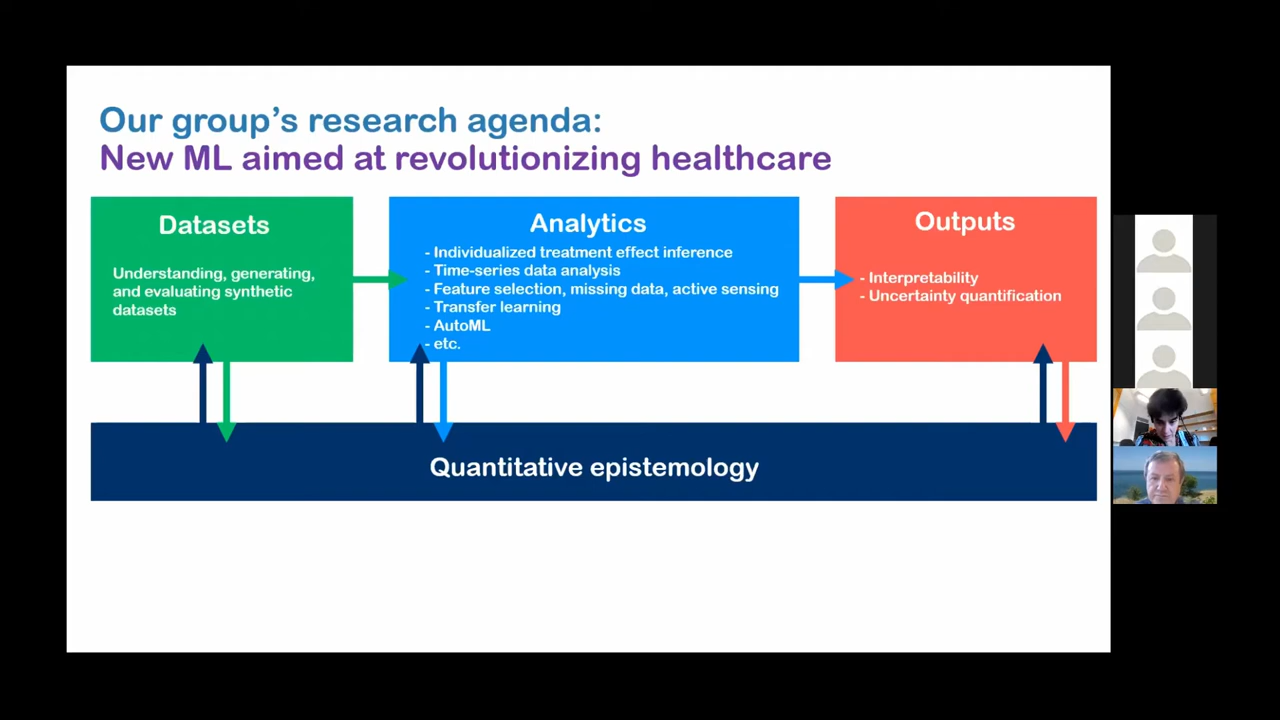 Our group's research agenda:
New ML aimed at revolutionizing healthcare
Datasets
Understanding, generating,
and evaluating synthetic
datasets
Analytics
- Individualized treatment effect inference
- Time-series data analysis
- Feature selection, missing data, active sensing
- Transfer learning
- AutoML
- etc.
Outputs
- Interpretability
- Uncertainty quantification
Quantitative epistemology